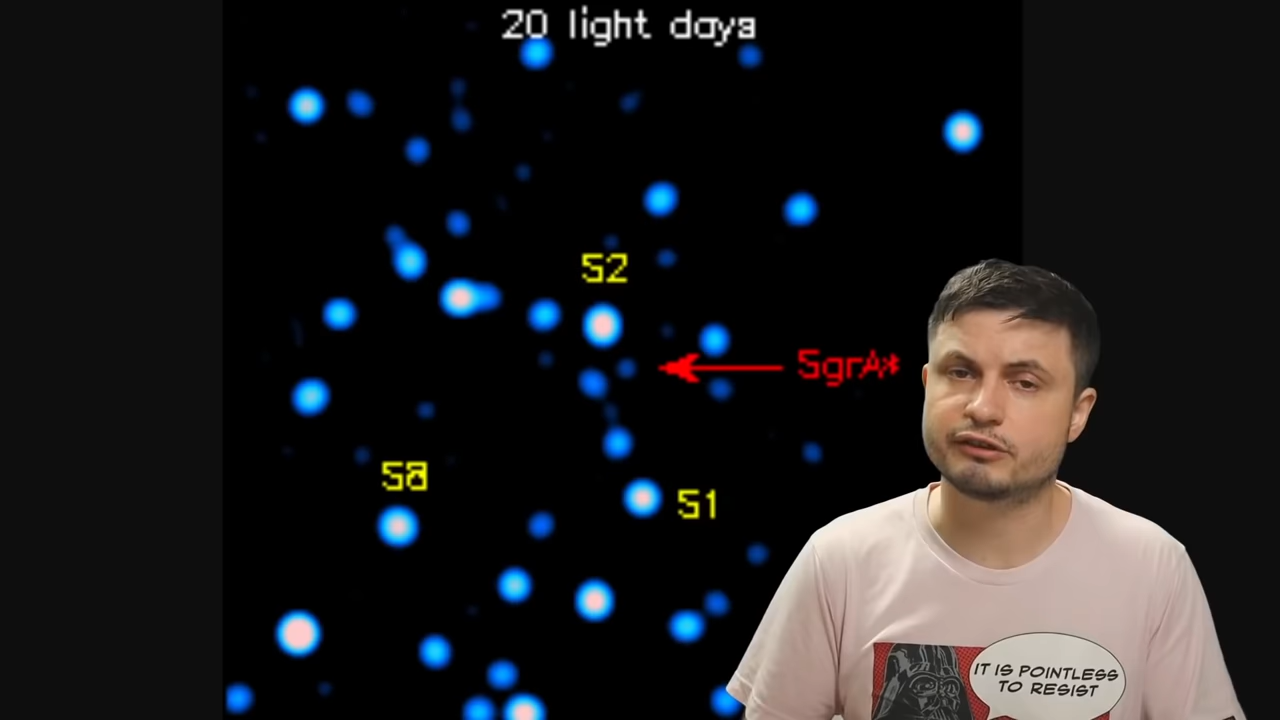 20 light days
S2
SgrA*
S8
S1
IT IS POINTLESS
TO RESIST